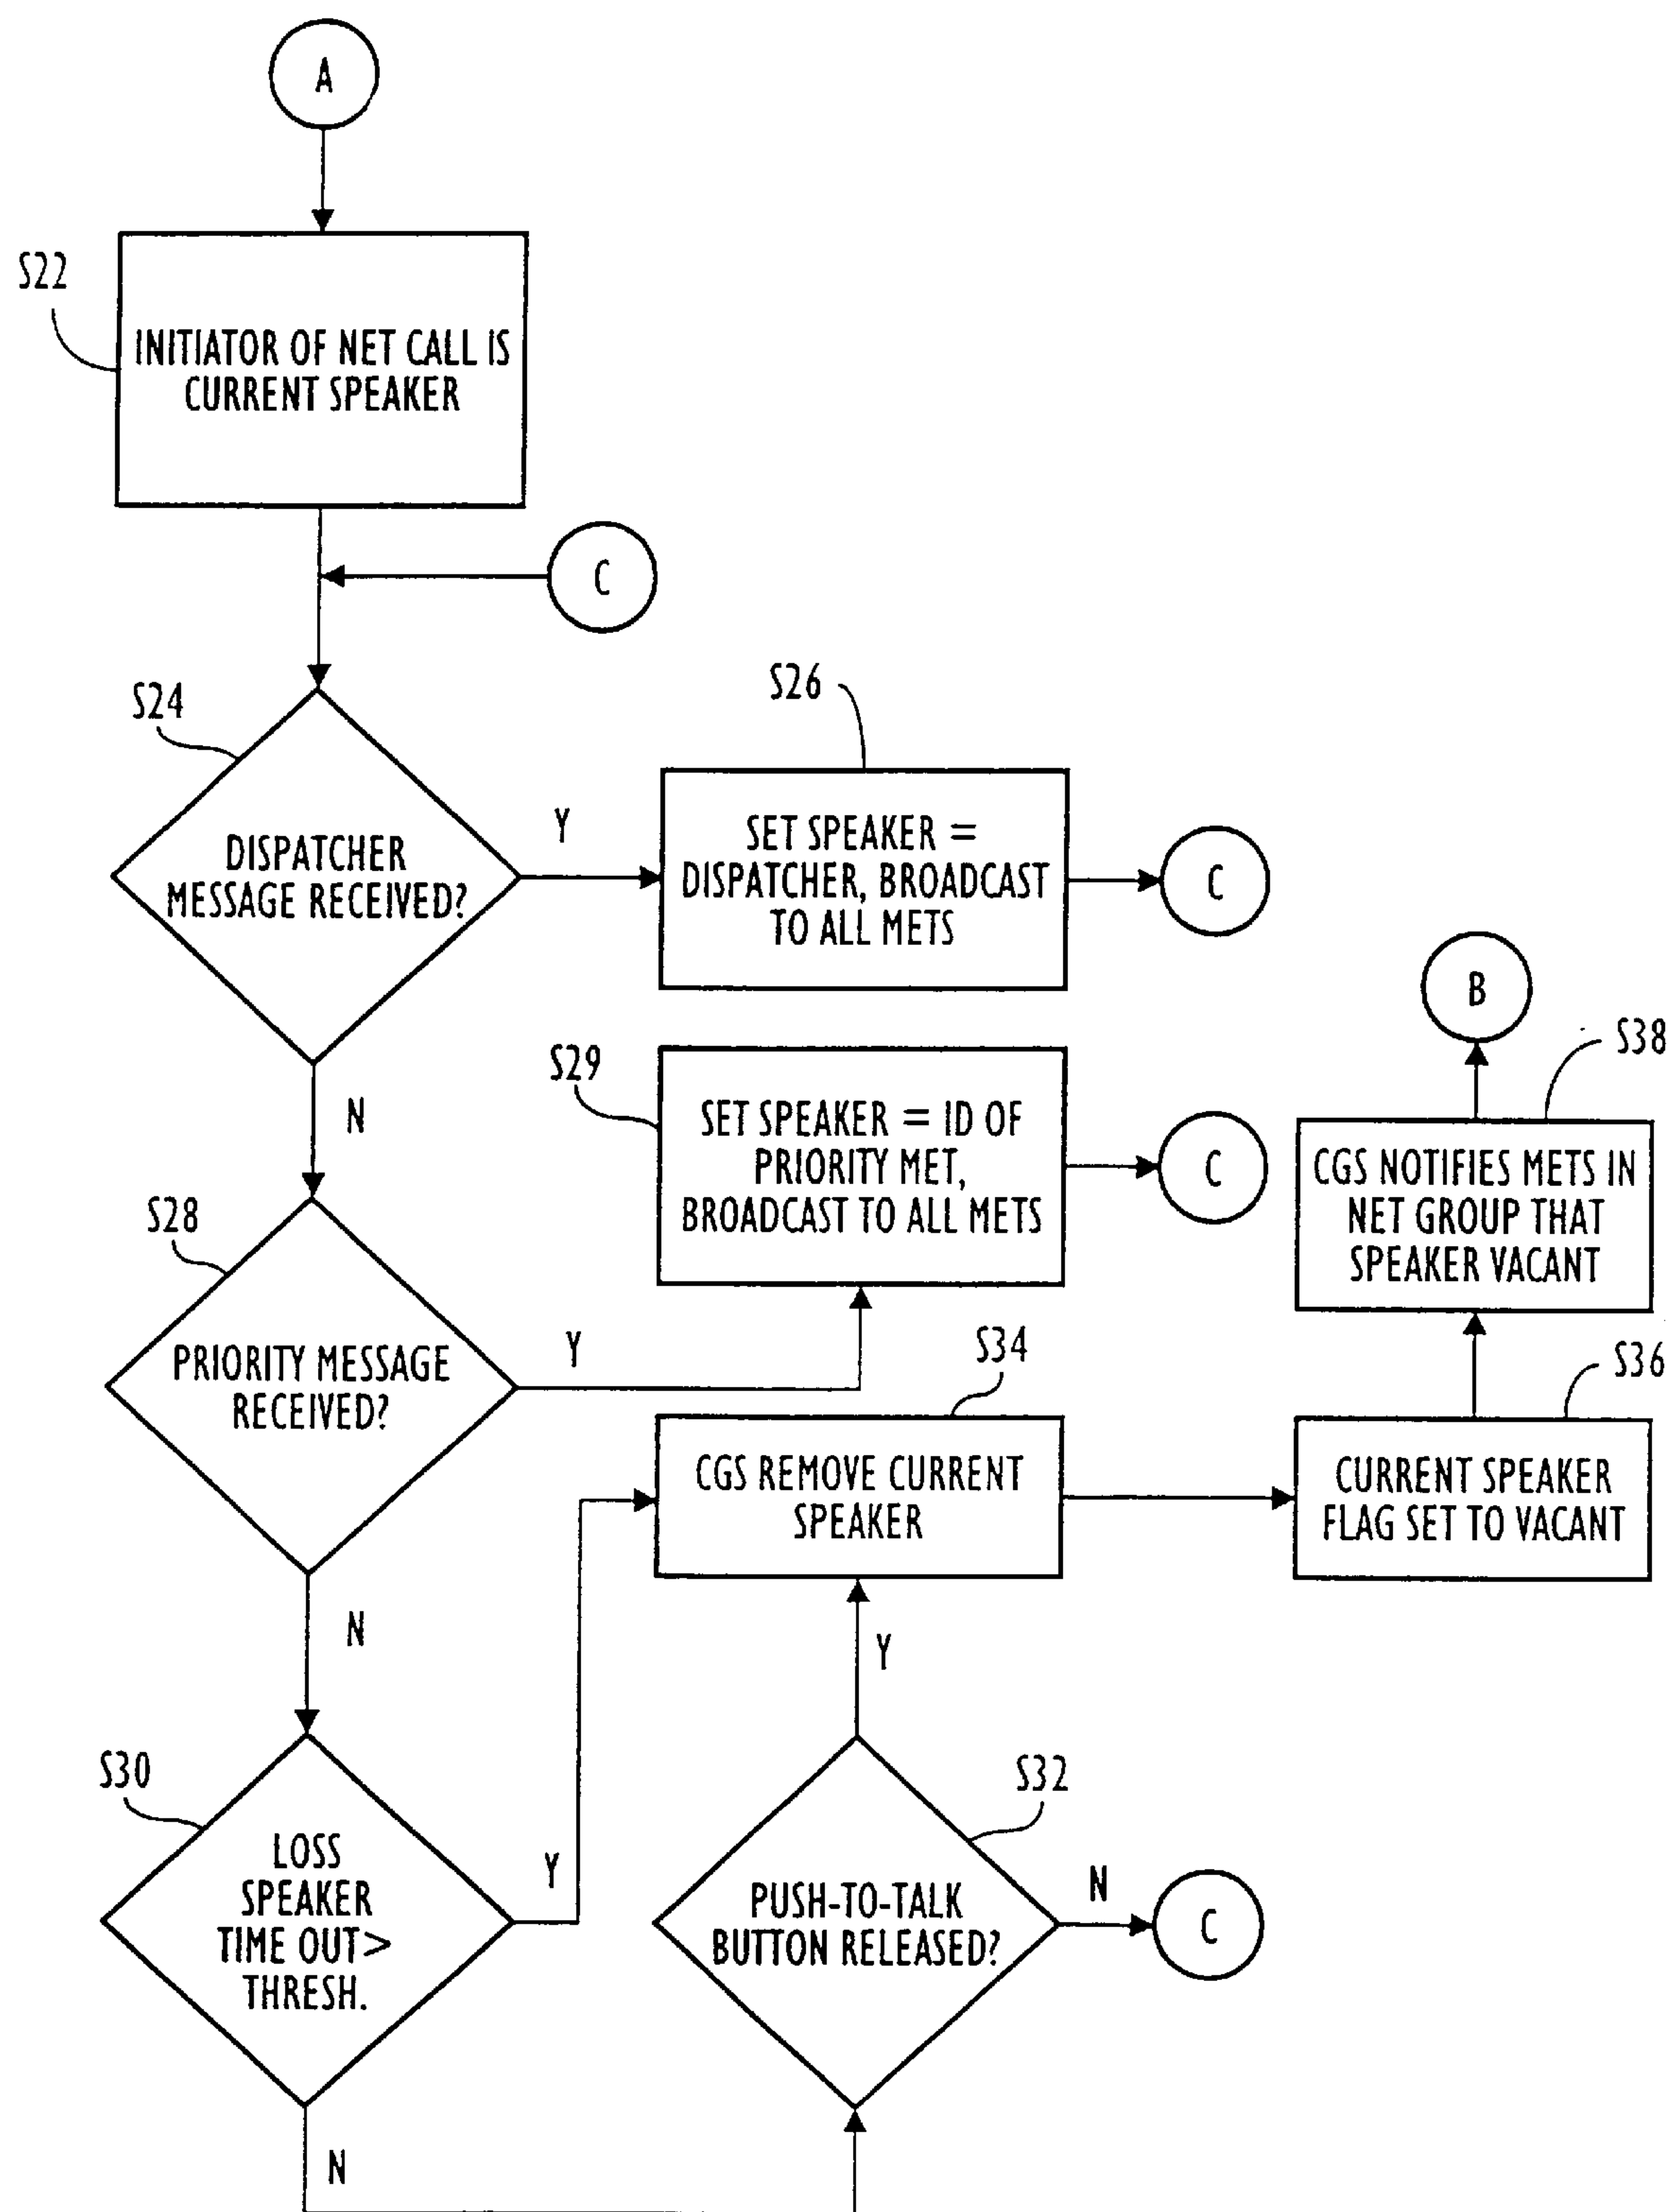 A
S22
INITIATOR OF NET CALL IS
CURRENT SPEAKER
C
S24
DISPATCHER
MESSAGE RECEIVED?
Y
S26
SET SPEAKER =
DISPATCHER, BROADCAST
TO ALL METS
C
N
S28
PRIORITY MESSAGE
RECEIVED?
Y
S29
SET SPEAKER = ID OF
PRIORITY MET,
BROADCAST TO ALL METS
C
N
S30
LOSS
SPEAKER
TIME OUT>
THRESH.
Y
N
S32
PUSH-TO-TALK
BUTTON RELEASED?
N
C
Y
S34
CGS REMOVE CURRENT
SPEAKER
S36
CURRENT SPEAKER
FLAG SET TO VACANT
S38
CGS NOTIFIES METS IN
NET GROUP THAT
SPEAKER VACANT
B